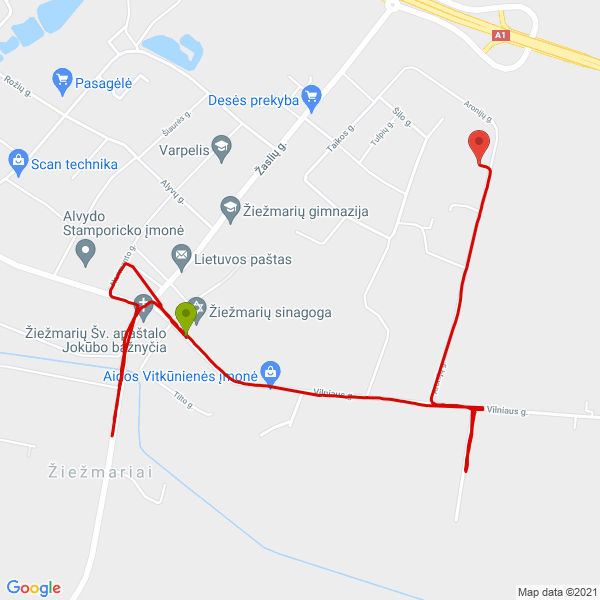 A1
Rožių g.
Pasagėlė
Desės prekyba
Aronijų g.
Šilo g.
Šiaurės g.
Tulpių g.
Taikos g.
Varpelis
Žaslių g.
Scan technika
Alyvų g.
Alvydo
Stamporicko įmonė
Žiežmarių gimnazija
Lietuvos paštas
Žiežmarių sinagoga
Žiežmarių Šv. apaštalo
Jokūbo bažnyčia
Aidos Vitkūnienės įmonė
Vilniaus g.
Vilniaus g.
Tilto g.
Žiežmariai
Google
Map data ©2021